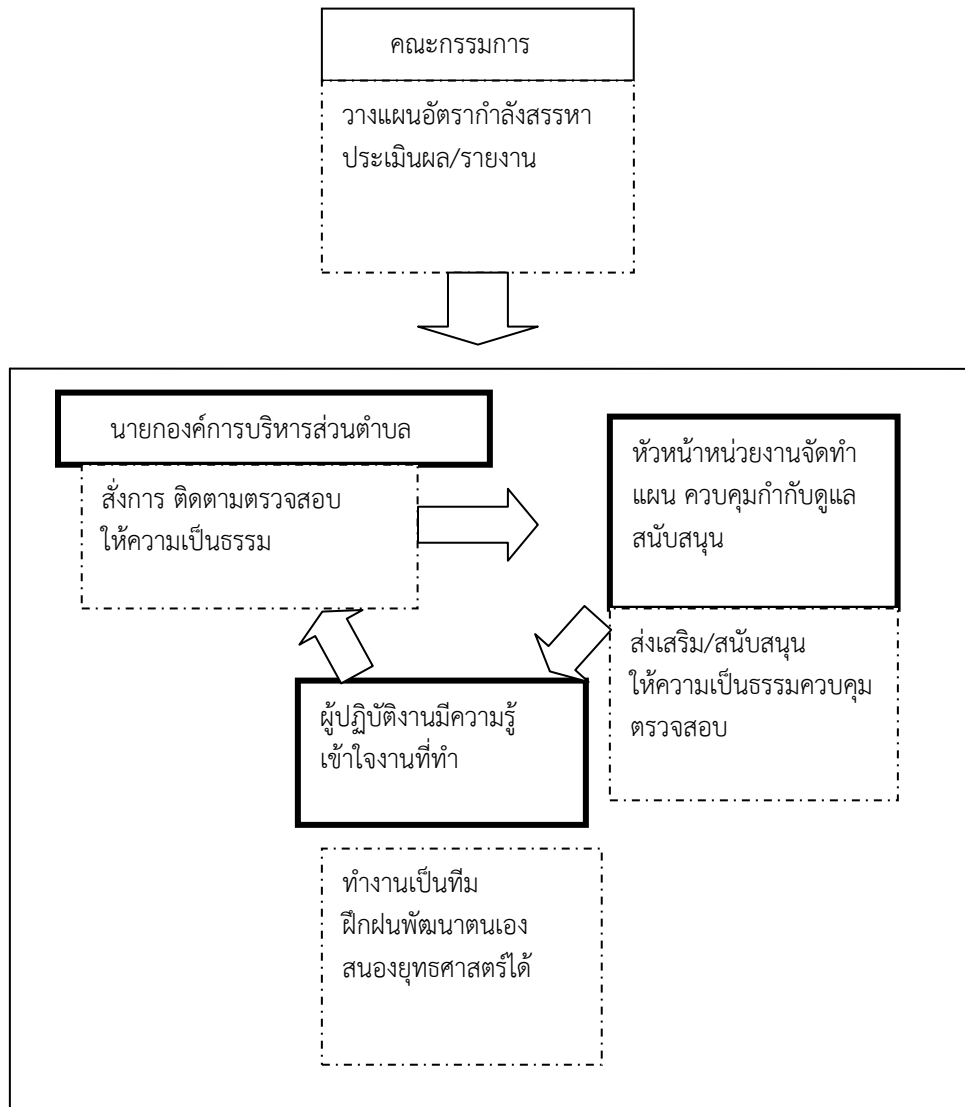 คณะกรรมการ
วางแผนอัตรากำลังสรรหา
ประเมินผล/รายงาน
นายกองค์การบริหารส่วนตำบล
สั่งการ ติดตามตรวจสอบ
ให้ความเป็นธรรม
หัวหน้าหน่วยงานจัดทำ
แผน ควบคุมกำกับดูแล
สนับสนุน
ส่งเสริม/สนับสนุน
ให้ความเป็นธรรมควบคุม
ตรวจสอบ
ผู้ปฏิบัติงานมีความรู้
เข้าใจงานที่ทำ
ทำงานเป็นทีม
ฝึกฝนพัฒนาตนเอง
สนองยุทธศาสตร์ได้